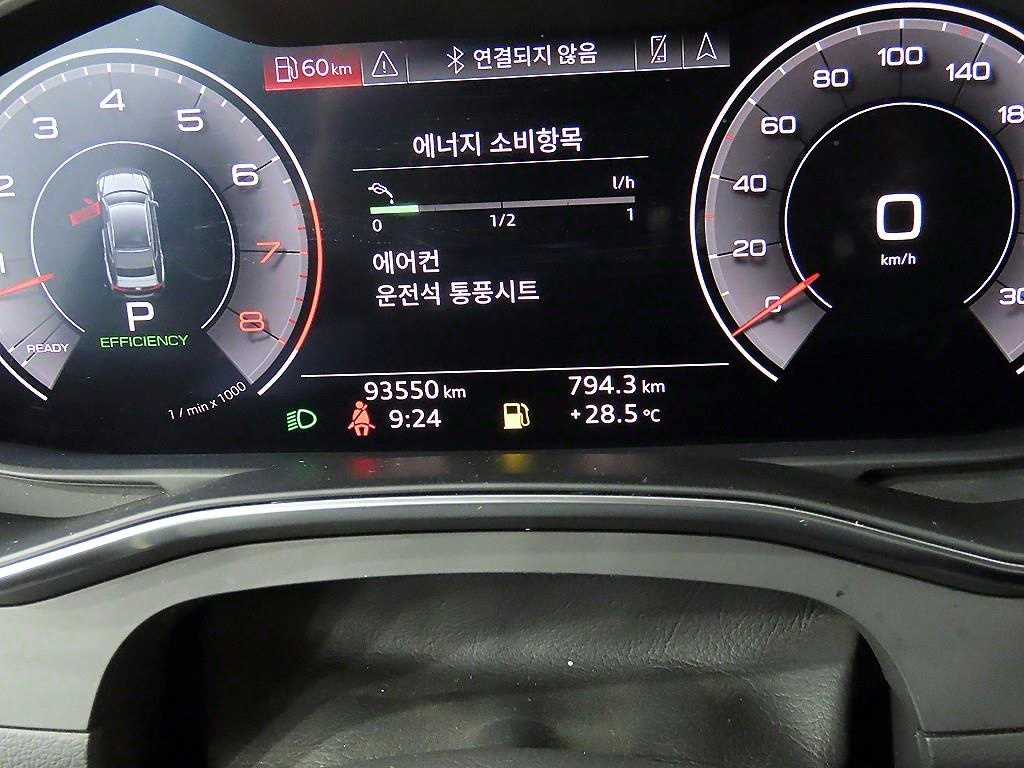 60 km
연결되지 않음
에너지 소비항목
l/h
0 1/2 1
에어컨
운전석 통풍시트
93550 km
794.3 km
9:24
+28.5 °C
1 2 3 4 5 6 7 8
P
EFFICIENCY
READY
1 / min x 1000
0 20 40 60 80 100 140
0
km/h